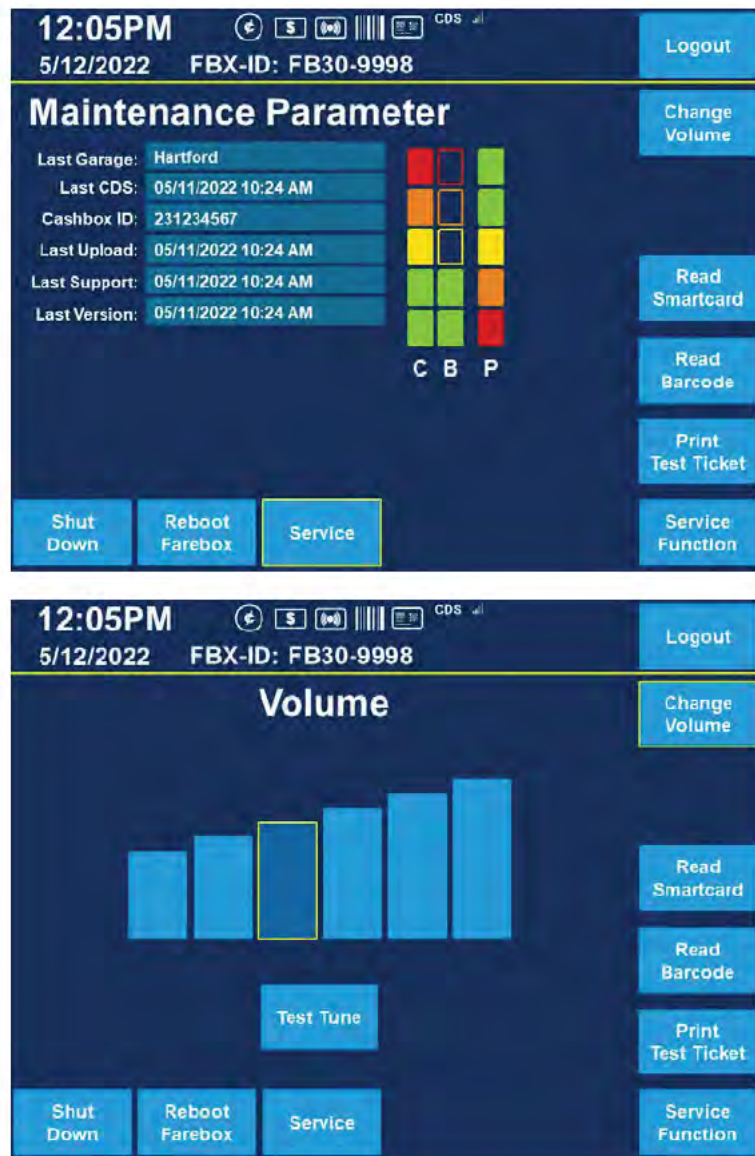 12:05PM
CDS
5/12/2022 FBX-ID: FB30-9998
Logout
Maintenance Parameter
Change
Volume
Last Garage: Hartford
Last CDS: 05/11/2022 10:24 AM
Cashbox ID: 231234567
Last Upload: 05/11/2022 10:24 AM
Last Support: 05/11/2022 10:24 AM
Last Version: 05/11/2022 10:24 AM
C B P
Read
Smartcard
Read
Barcode
Print
Test Ticket
Shut
Down
Reboot
Farebox
Service
Service
Function
12:05PM
CDS
5/12/2022 FBX-ID: FB30-9998
Logout
Volume
Change
Volume
Read
Smartcard
Read
Barcode
Test Tune
Print
Test Ticket
Shut
Down
Reboot
Farebox
Service
Service
Function